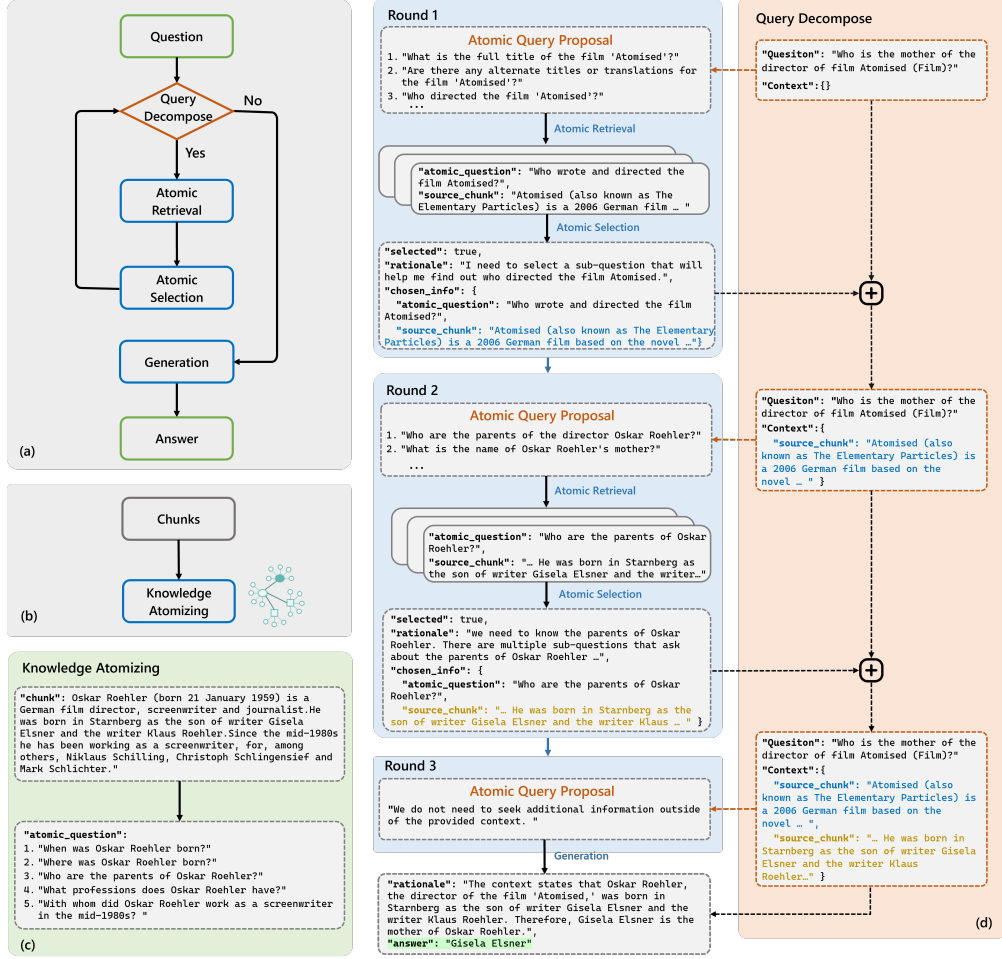 Question
Query
Decompose
No
Yes
Atomic
Retrieval
Atomic
Selection
Generation
Answer
(a)
Chunks
Knowledge
Atomizing
(b)
Knowledge Atomizing
"chunk": Oskar Roehler (born 21 January 1959) is a
German film director, screenwriter and journalist.He
was born in Starnberg as the son of writer Gisela
Elsner and the writer Klaus Roehler.Since the mid-1980s
he has been working as a screenwriter, for, among
others, Niklaus Schilling, Christoph Schlingensief and
Mark Schlichter."
"atomic_question":
1. "When was Oskar Roehler born?"
2. "Where was Oskar Roehler born?"
3. "Who are the parents of Oskar Roehler?"
4. "What professions does Oskar Roehler have?"
5. "With whom did Oskar Roehler work as a screenwriter
in the mid-1980s? "
(c)
Round 1
Atomic Query Proposal
1. "What is the full title of the film 'Atomised'?"
2. "Are there any alternate titles or translations for
the film 'Atomised'?"
3. "Who directed the film 'Atomised'?"
...
Atomic Retrieval
"atomic_question": "Who wrote and directed the
film Atomised?",
"source_chunk": "Atomised (also known as The
Elementary Particles) is a 2006 German film … "
Atomic Selection
"selected": true,
"rationale": "I need to select a sub-question that will
help me find out who directed the film Atomised.",
"chosen_info": {
"atomic_question": "Who wrote and directed the film
Atomised?",
"source_chunk": "Atomised (also known as The Elementary
Particles) is a 2006 German film based on the novel …"}
Round 2
Atomic Query Proposal
1. "Who are the parents of the director Oskar Roehler?"
2. "What is the name of Oskar Roehler's mother?"
...
Atomic Retrieval
"atomic_question": "Who are the parents of Oskar
Roehler?",
"source_chunk": "… He was born in Starnberg as
the son of writer Gisela Elsner and the writer…"
Atomic Selection
"selected": true,
"rationale": "we need to know the parents of Oskar
Roehler. There are multiple sub-questions that ask
about the parents of Oskar Roehler …",
"chosen_info": {
"atomic_question": "Who are the parents of Oskar
Roehler?",
"source_chunk": "… He was born in Starnberg as the
son of writer Gisela Elsner and the writer Klaus … " }
Round 3
Atomic Query Proposal
"We do not need to seek additional information outside
of the provided context. "
Generation
"rationale": "The context states that Oskar Roehler,
the director of the film 'Atomised,' was born in
Starnberg as the son of writer Gisela Elsner and the
writer Klaus Roehler. Therefore, Gisela Elsner is the
mother of Oskar Roehler.",
"answer": "Gisela Elsner"
Query Decompose
"Quesiton": "Who is the mother of the
director of film Atomised (Film)?"
"Context":{}
"Quesiton": "Who is the mother of the
director of film Atomised (Film)?"
"Context":{
"source_chunk": "Atomised (also
known as The Elementary Particles) is
a 2006 German film based on the
novel … " }
"Quesiton": "Who is the mother of the
director of film Atomised (Film)?"
"Context":{
"source_chunk": "Atomised (also
known as The Elementary Particles) is
a 2006 German film based on the
novel … ",
"source_chunk": "… He was born in
Starnberg as the son of writer Gisela
Elsner and the writer Klaus
Roehler…" }
(d)